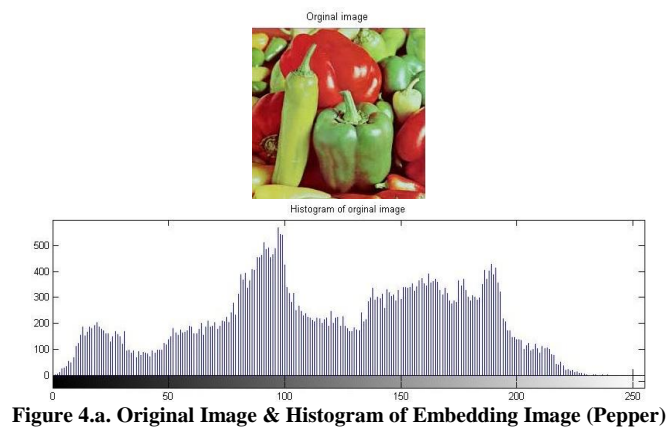 Orginal image
Histogram of orginal image
500
400
300
200
100
0
0 50 100 150 200 250
Figure 4.a. Original Image & Histogram of Embedding Image (Pepper)